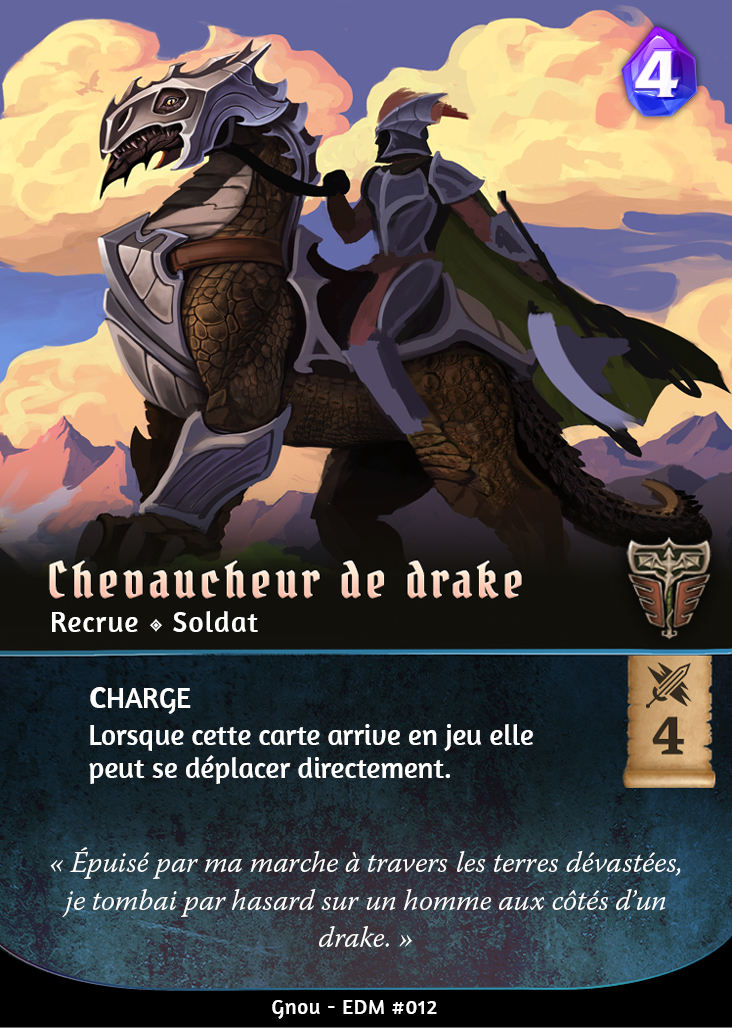 4
Chevaucheur de drake
Recrue ◈ Soldat
CHARGE
Lorsque cette carte arrive en jeu elle
peut se déplacer directement.
4
« Épuisé par ma marche à travers les terres dévastées,
je tombai par hasard sur un homme aux côtés d'un
drake. »
Gnou - EDM #012